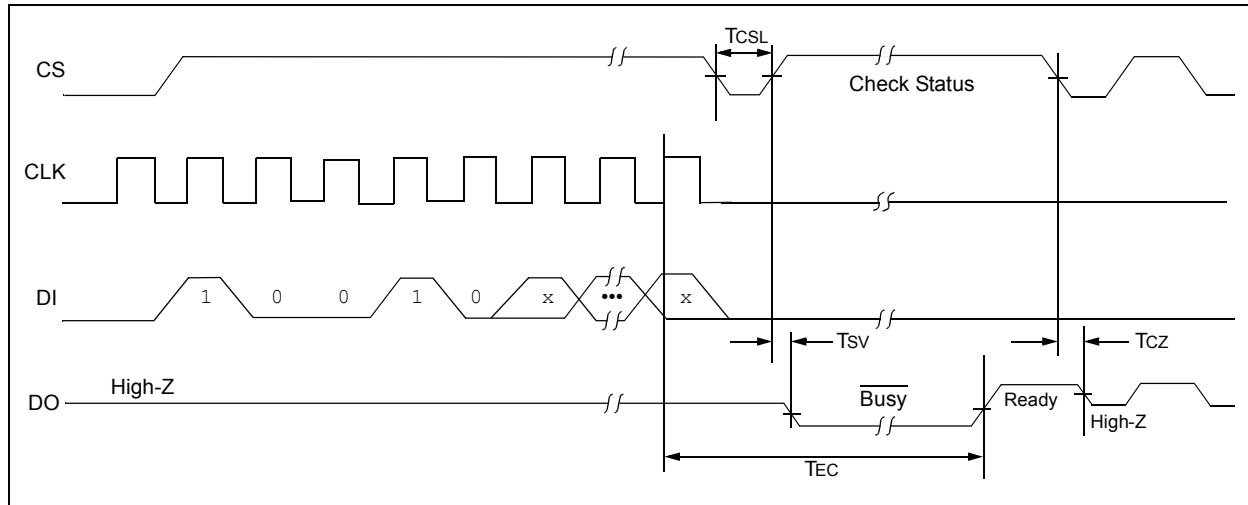 TCSL
CS
Check Status
CLK
DI 1 0 0 1 0 x ••• x
TSV
TCZ
High-Z
DO
Busy
Ready
High-Z
TEC